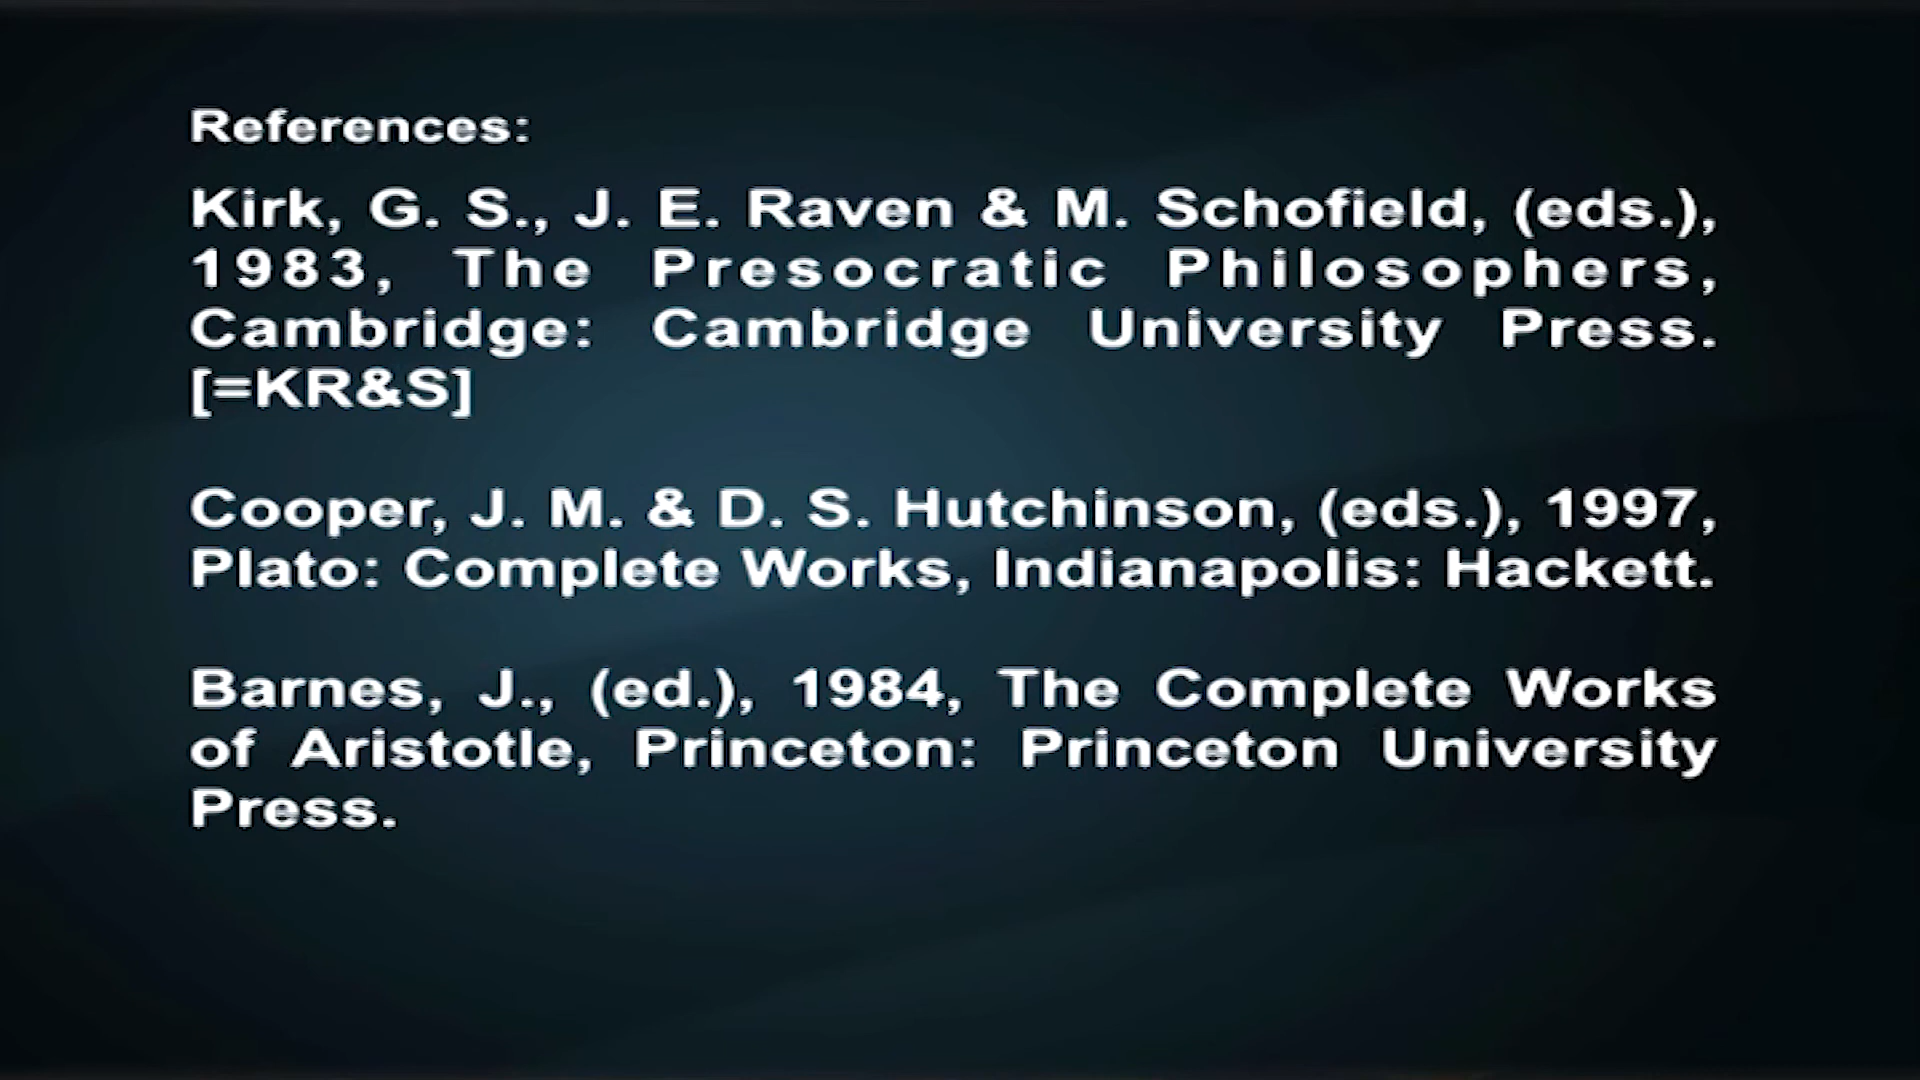 References:
Kirk, G. S., J. E. Raven & M. Schofield, (eds.),
1983, The Presocratic Philosophers,
Cambridge: Cambridge University Press.
[=KR&S]
Cooper, J. M. & D. S. Hutchinson, (eds.), 1997,
Plato: Complete Works, Indianapolis: Hackett.
Barnes, J., (ed.), 1984, The Complete Works
of Aristotle, Princeton: Princeton University
Press.